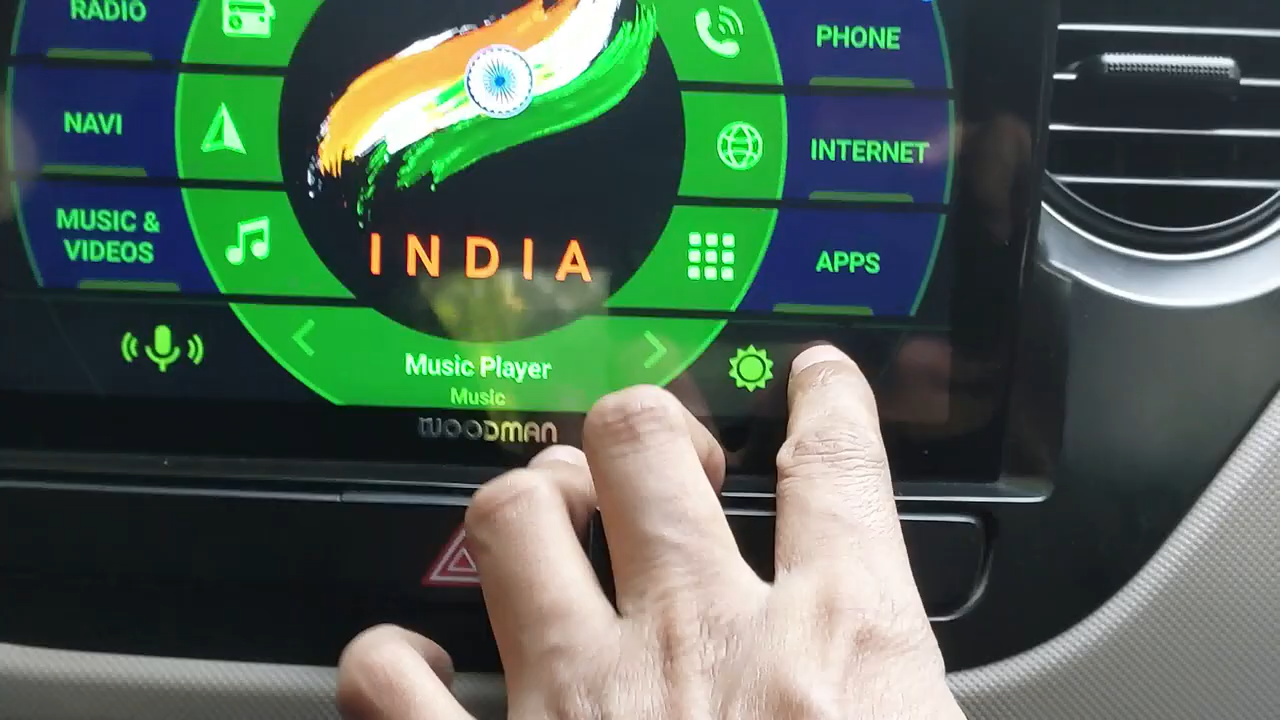 RADIO
PHONE
NAVI
INTERNET
MUSIC &
VIDEOS
APPS
INDIA
Music Player
Music
WOODMAN